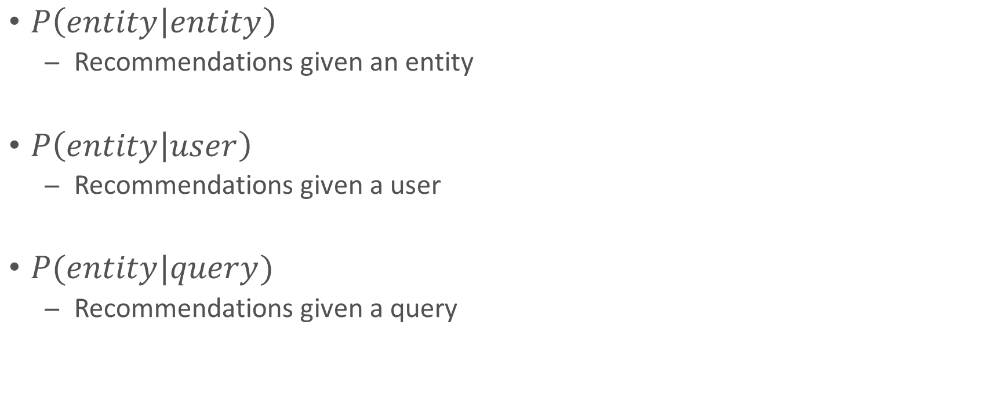 • P(entity|entity)
– Recommendations given an entity
• P(entity|user)
– Recommendations given a user
• P(entity|query)
– Recommendations given a query